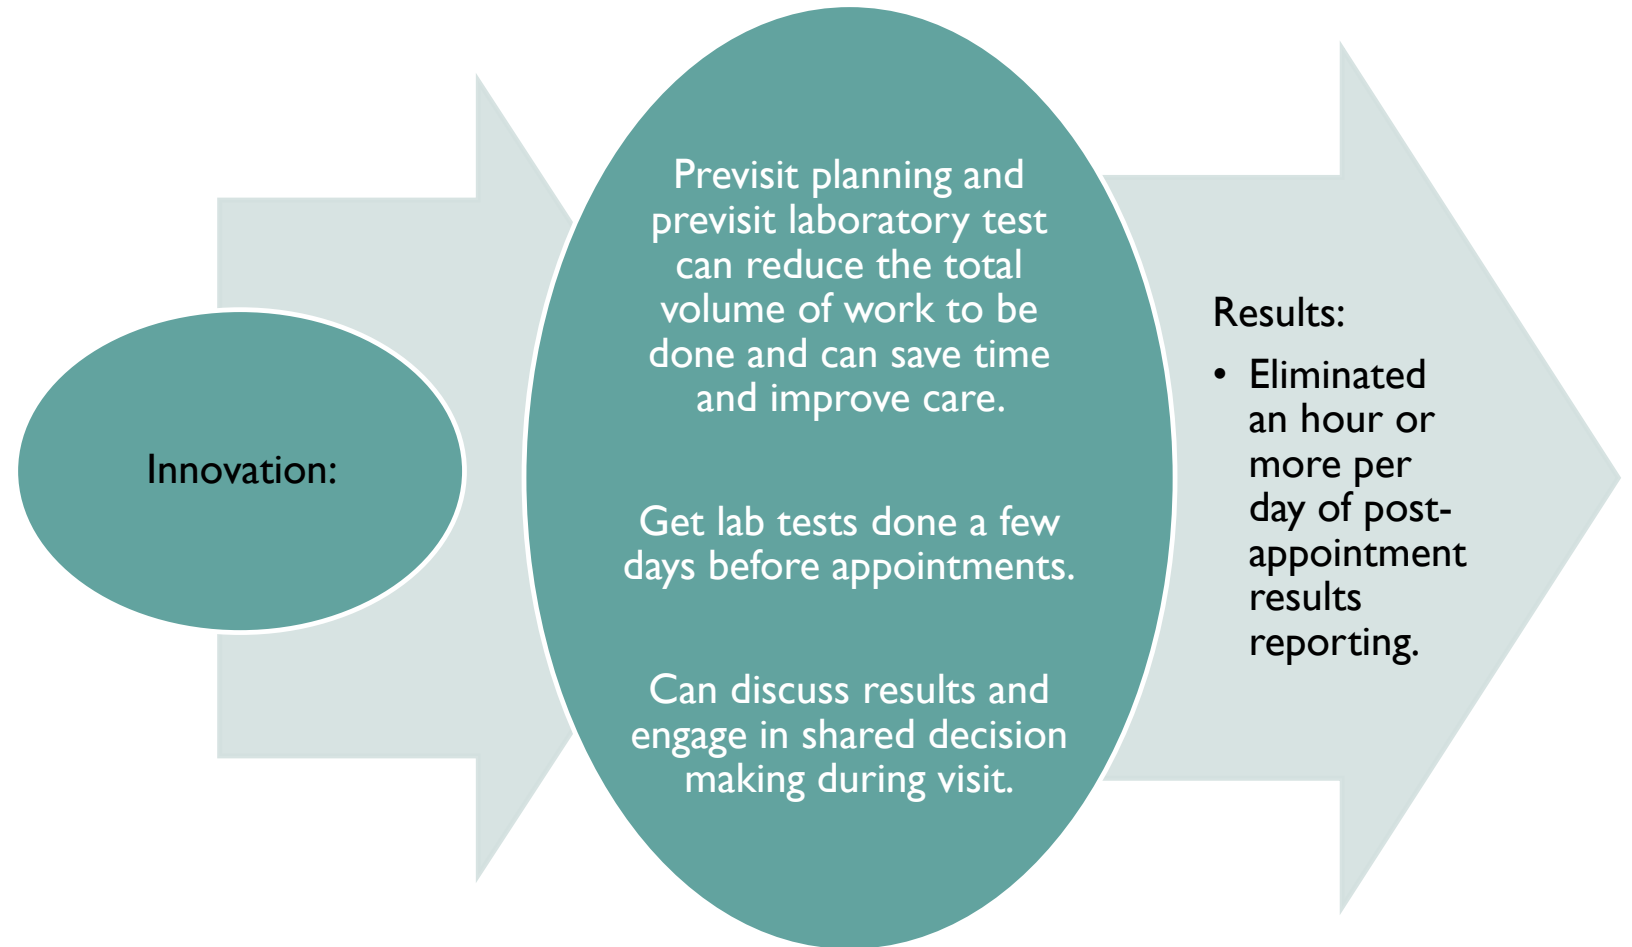 Innovation:
Previsit planning and
previsit laboratory test
can reduce the total
volume of work to be
done and can save time
and improve care.
Get lab tests done a few
days before appointments.
Can discuss results and
engage in shared decision
making during visit.
Results:
• Eliminated
an hour or
more per
day of post-
appointment
results
reporting.